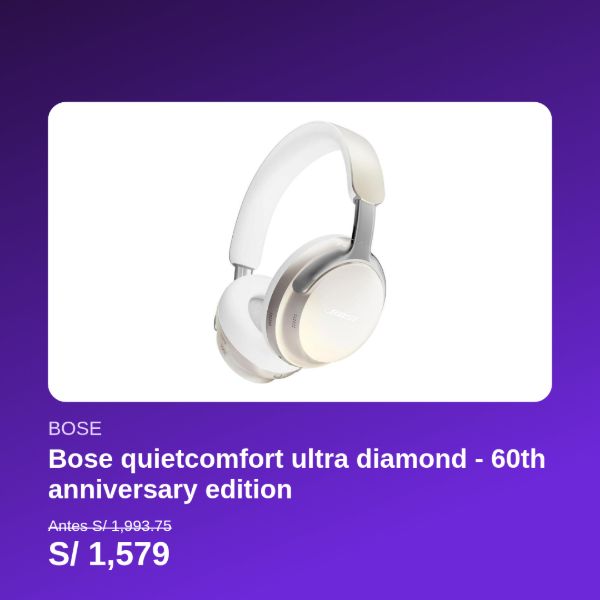 BOSE
Bose quietcomfort ultra diamond - 60th
anniversary edition
Antes S/ 1,993.75
S/ 1,579